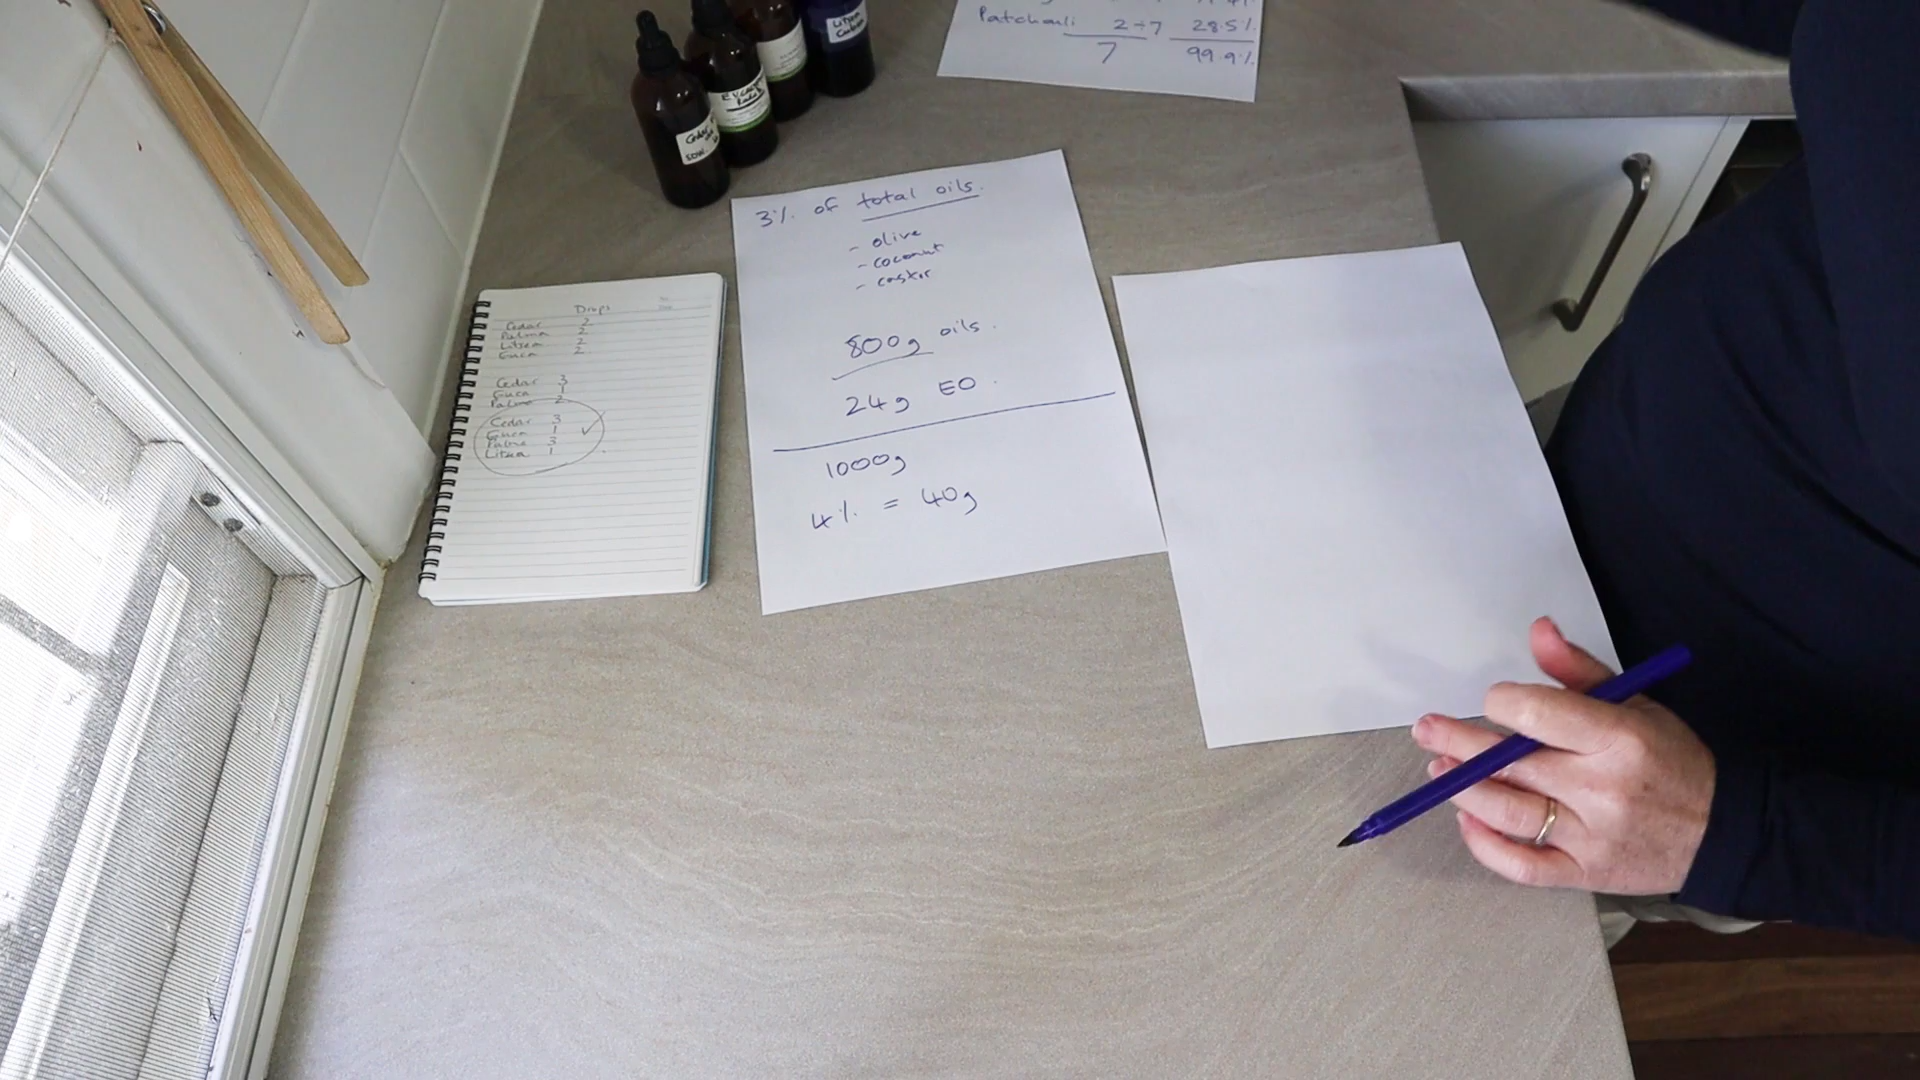 Patchouli 2÷7 28.5%
7 99.9%
Litsea
Cubeba
Cedar
3% of total oils.
- olive
- coconut
- castor
800g oils.
24g EO.
1000g
4% = 40g
Drops
Cedar 2
Palma 2
Litsea 2
Euca 2
Cedar 3
Euca 1
Palma 2
Cedar 3
Euca 1
Palma 3
Litsea 1